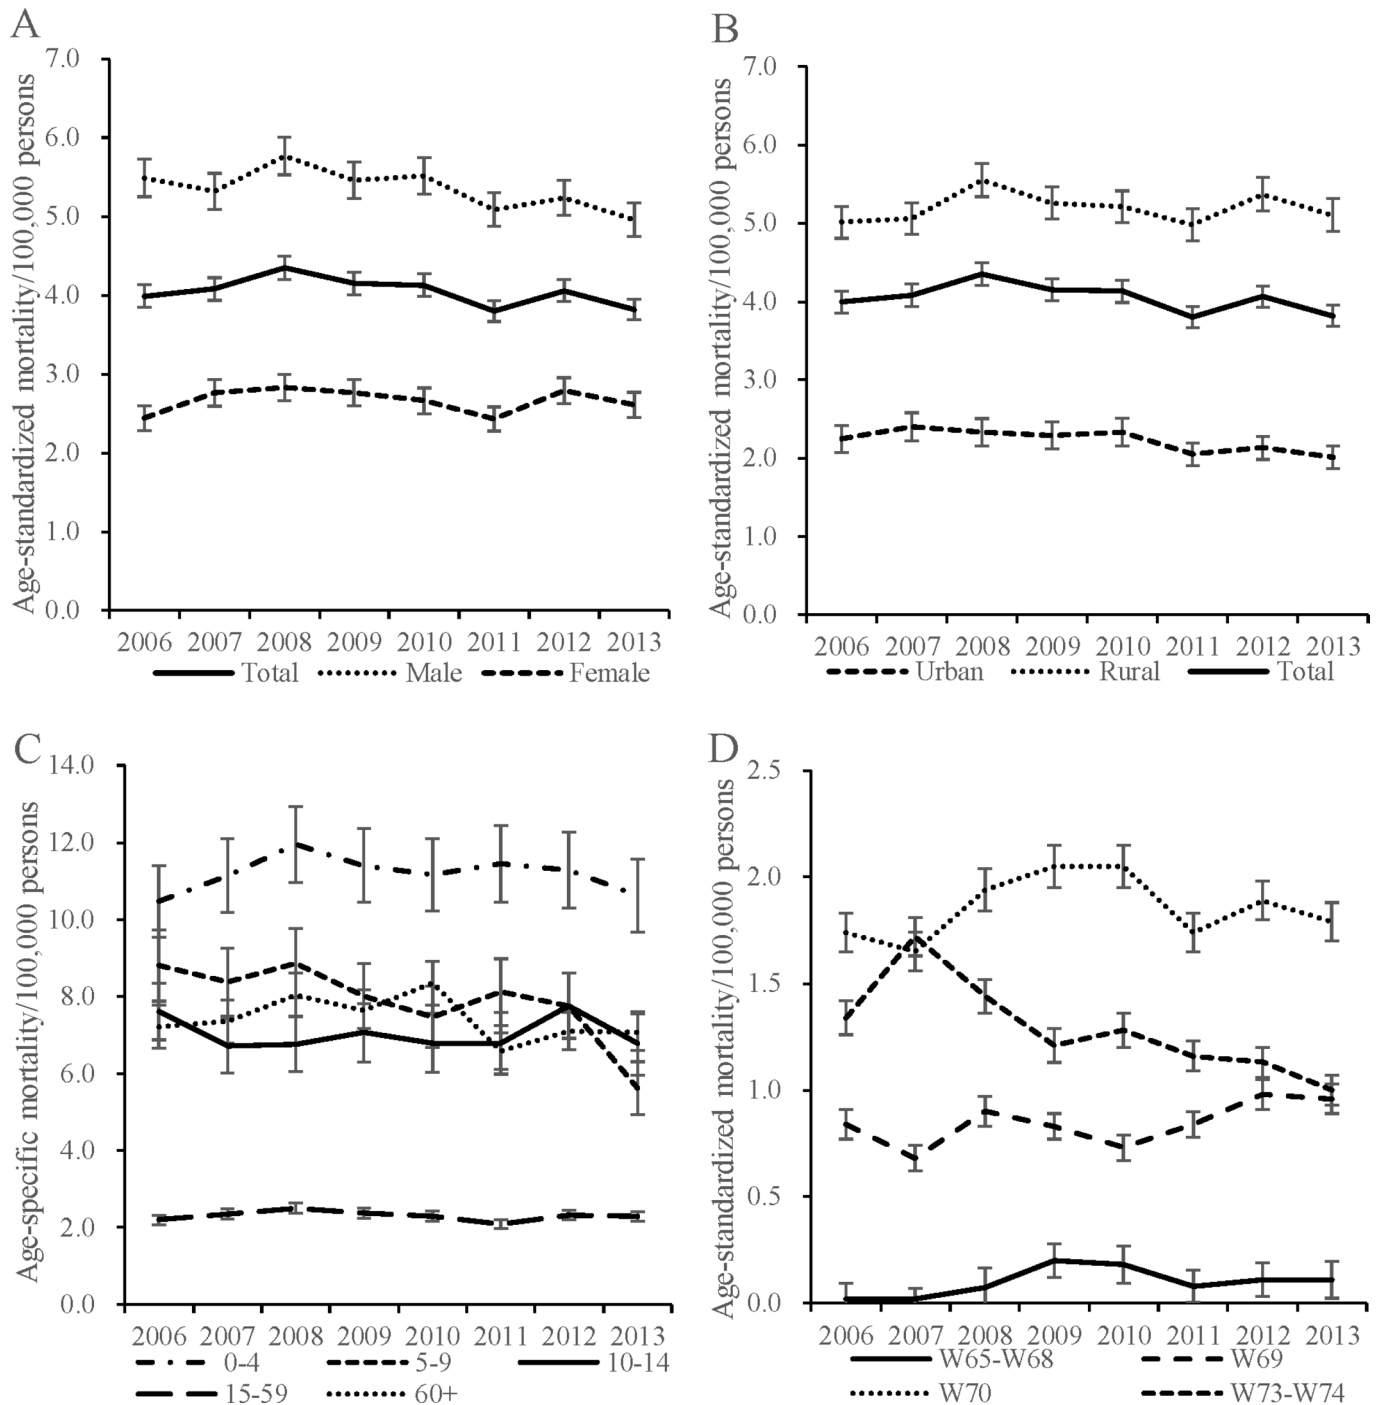 A
Age-standardized mortality/100,000 persons
7.0
6.0
5.0
4.0
3.0
2.0
1.0
0.0
2006 2007 2008 2009 2010 2011 2012 2013
Total Male Female
B
Age-standardized mortality/100,000 persons
7.0
6.0
5.0
4.0
3.0
2.0
1.0
0.0
2006 2007 2008 2009 2010 2011 2012 2013
Urban Rural Total
C
Age-specific mortality/100,000 persons
14.0
12.0
10.0
8.0
6.0
4.0
2.0
0.0
2006 2007 2008 2009 2010 2011 2012 2013
0-4 5-9 10-14
15-59 60+
D
Age-standardized mortality/100,000 persons
2.5
2.0
1.5
1.0
0.5
0.0
2006 2007 2008 2009 2010 2011 2012 2013
W65-W68 W69
W70 W73-W74